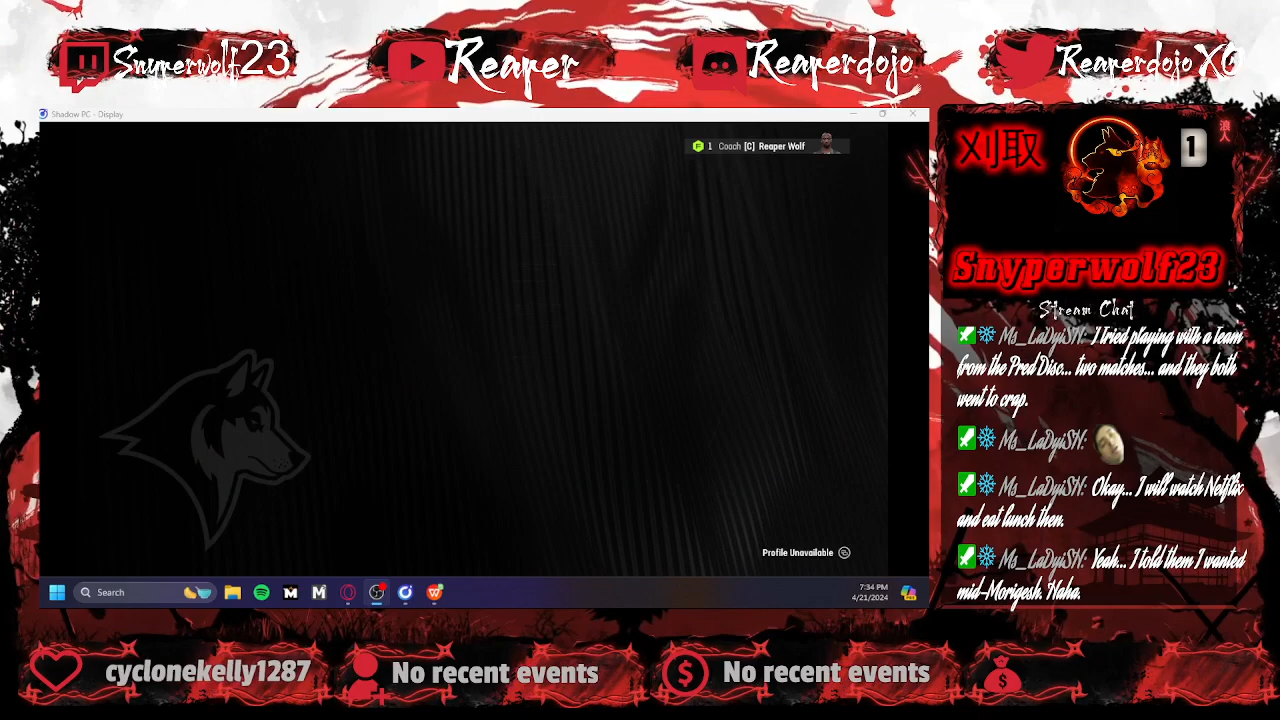 Snyperwolf23
Reaper
Reaperdojo
ReaperdojoXO
Shadow PC - Display
1 Coach [C] Reaper Wolf
刈取
1
浪人
Snyperwolf23
Stream Chat
Ms_LaDyiSH: I tried playing with a team
from the Pred Disc... two matches... and they both
went to crap.
Ms_LaDyiSH:
Okay... I will watch Netflix
and eat lunch then.
Ms_LaDyiSH: Yeah... I told them I wanted
mid-Morigesh. Haha.
Profile Unavailable
Search
7:34 PM
4/21/2024
cyclonekelly1287
No recent events
No recent events